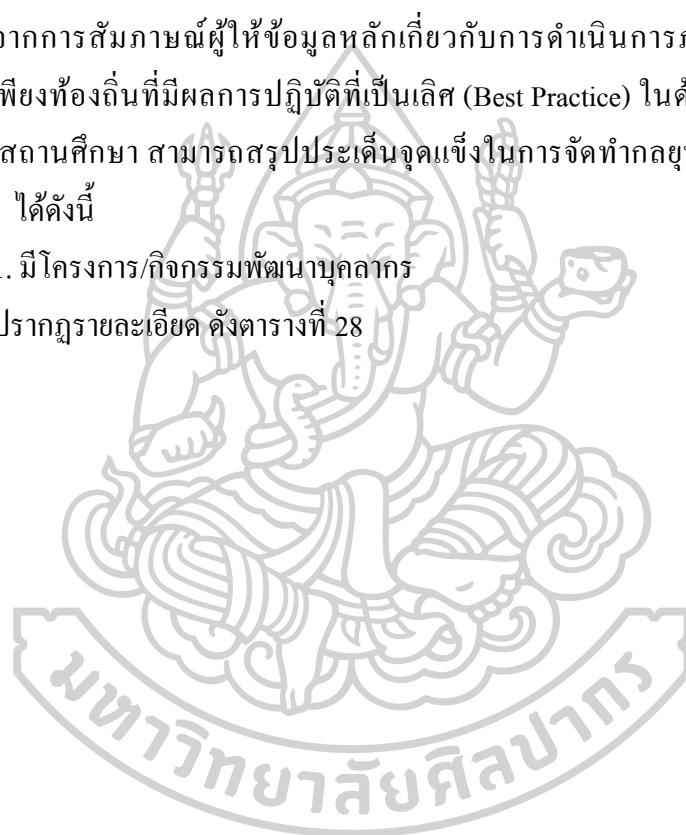 จากการสัมภาษณ์ผู้ให้ข้อมูลหลักเกี่ยวกับการดำเนินการ
เพียงท้องถิ่นที่มีผลการปฏิบัติที่เป็นเลิศ (Best Practice) ใน
สถานศึกษา สามารถสรุปประเด็นจุดแข็งในการจัดทำ
ได้ดังนี้
. มีโครงการ/กิจกรรมพัฒนาบุคลากร
ปรากฏรายละเอียด ดังตารางที่ 28
มหาวิทยาลัยศิลปากร